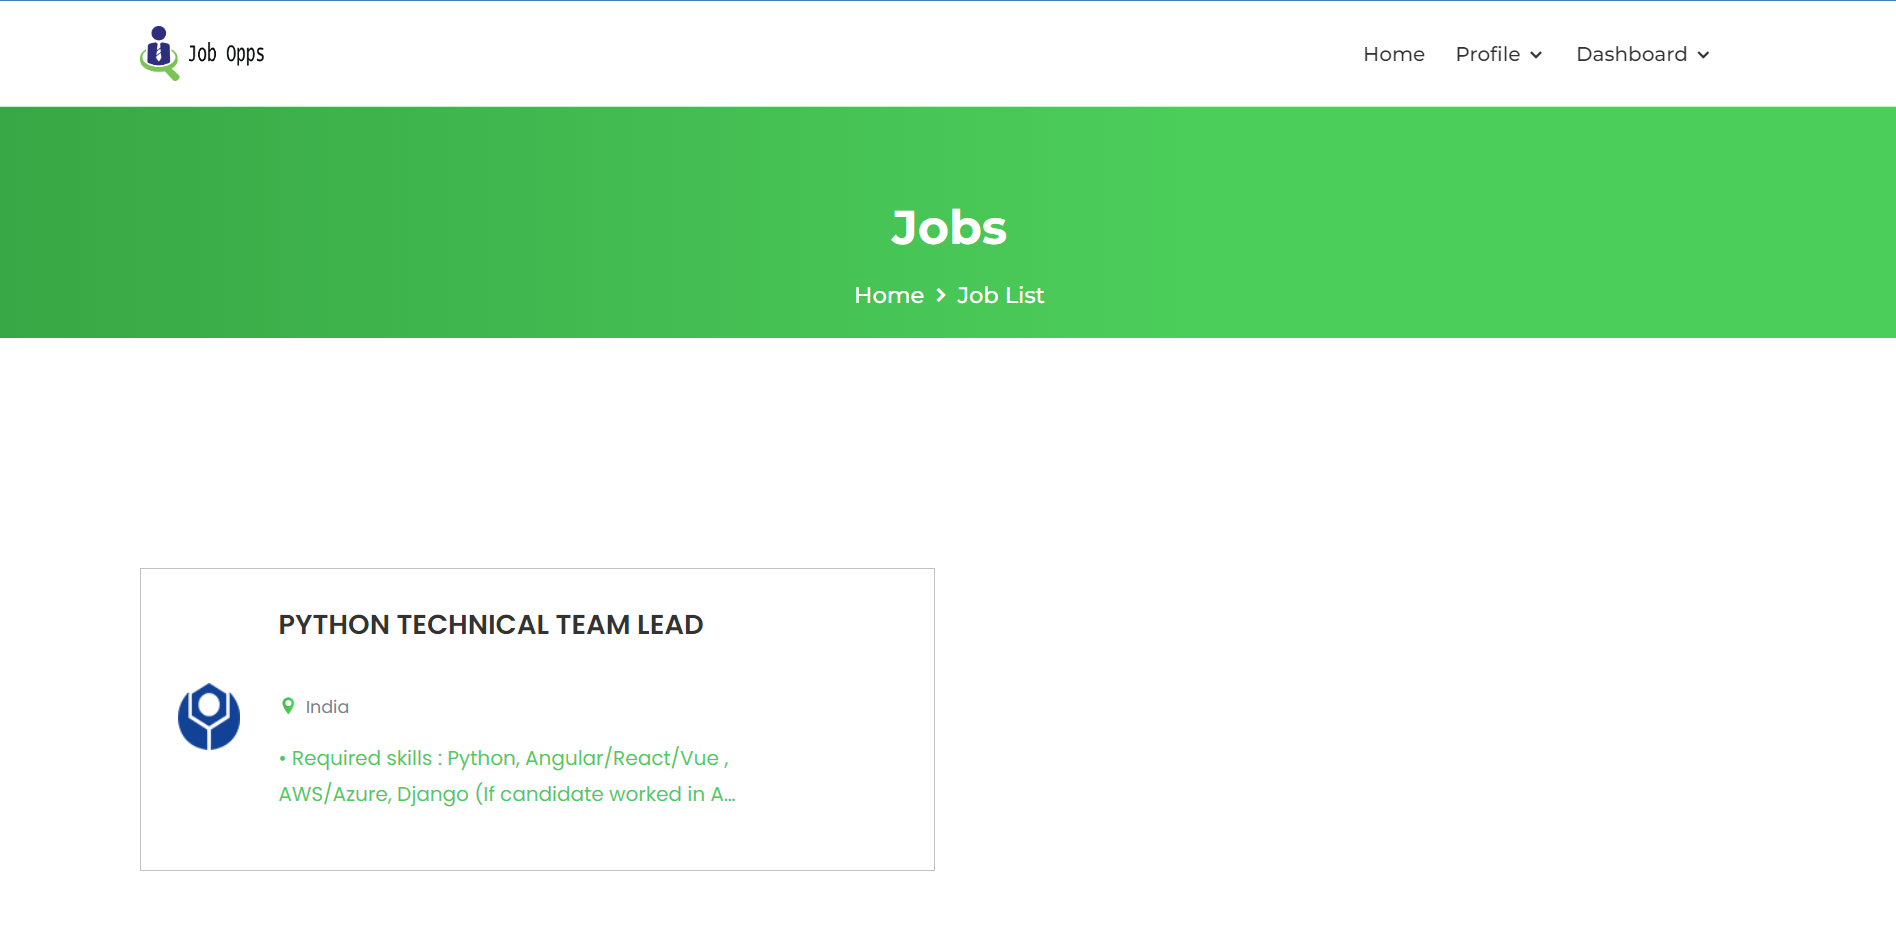 Job Opps
Home Profile Dashboard
Jobs
Home Job List
PYTHON TECHNICAL TEAM LEAD
India
• Required skills : Python, Angular/React/Vue ,
AWS/Azure, Django (If candidate worked in A...